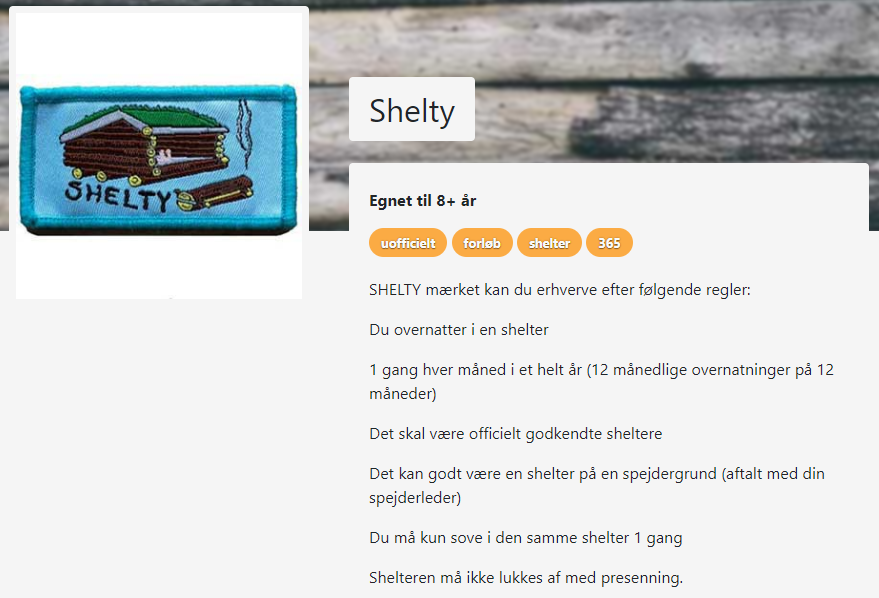 SHELTY
Shelty
Egnet til 8+ år
uofficielt forløb shelter 365
SHELTY mærket kan du erhverve efter følgende regler:
Du overnatter i en shelter
1 gang hver måned i et helt år (12 månedlige overnatninger på 12
måneder)
Det skal være officielt godkendte sheltere
Det kan godt være en shelter på en spejdergrund (aftalt med din
spejderleder)
Du må kun sove i den samme shelter 1 gang
Shelteren må ikke lukkes af med presenning.